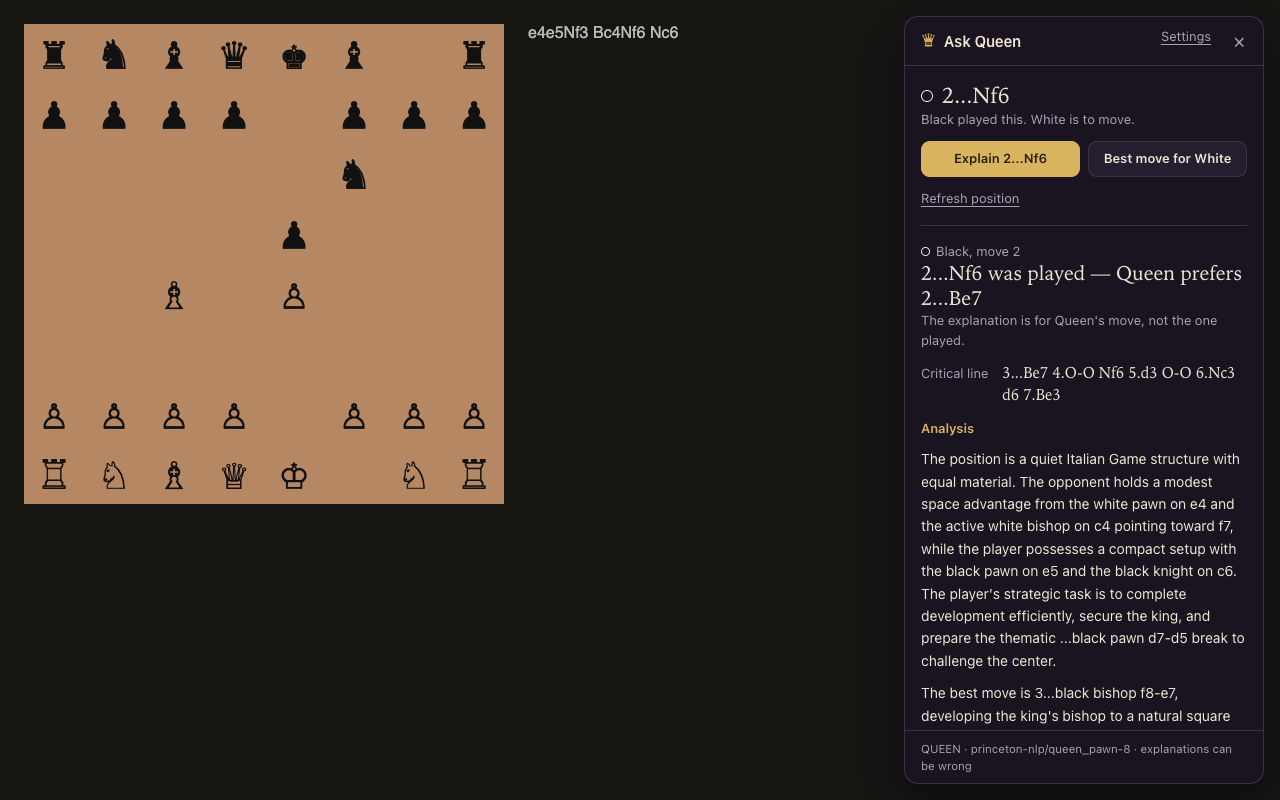 e4e5Nf3 Bc4Nf6 Nc6
Ask Queen
Settings
×
2…Nf6
Black played this. White is to move.
Explain 2…Nf6
Best move for White
Refresh position
Black, move 2
2…Nf6 was played — Queen prefers
2…Be7
The explanation is for Queen's move, not the one
played.
Critical line
3…Be7 4.O-O Nf6 5.d3 O-O 6.Nc3
d6 7.Be3
Analysis
The position is a quiet Italian Game structure with
equal material. The opponent holds a modest
space advantage from the white pawn on e4 and
the active white bishop on c4 pointing toward f7,
while the player possesses a compact setup with
the black pawn on e5 and the black knight on c6.
The player's strategic task is to complete
development efficiently, secure the king, and
prepare the thematic ...black pawn d7-d5 break to
challenge the center.
The best move is 3...black bishop f8-e7,
developing the king's bishop to a natural square
QUEEN · princeton-nlp/queen_pawn-8 · explanations can
be wrong